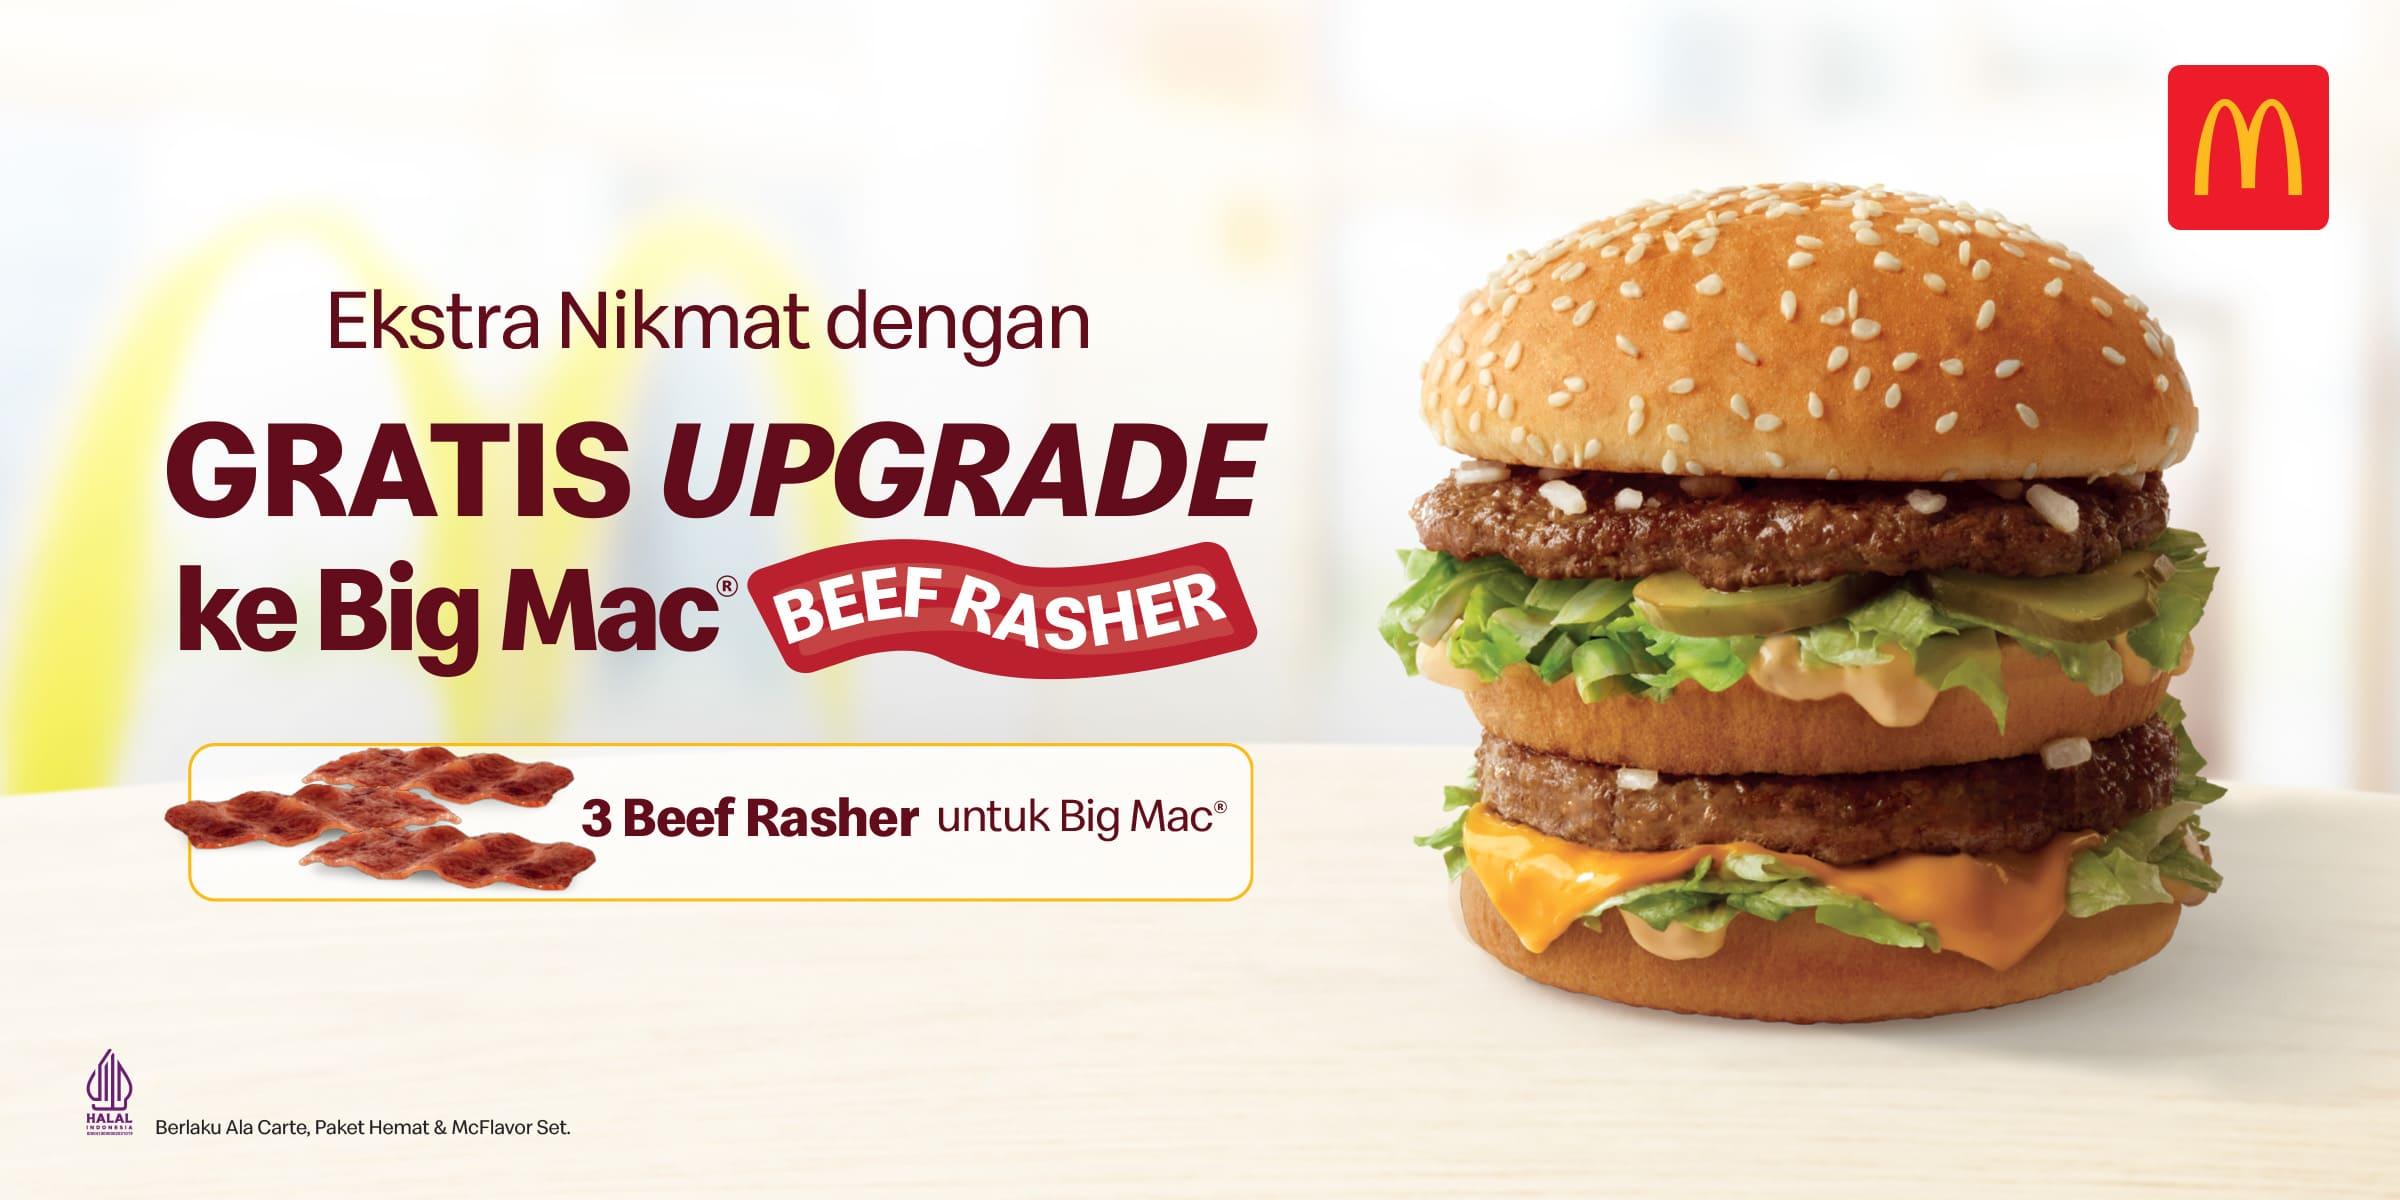 Ekstra Nikmat dengan
GRATIS UPGRADE
ke Big Mac® BEEF RASHER
3 Beef Rasher untuk Big Mac®
HALAL
INDONESIA
Berlaku Ala Carte, Paket Hemat & McFlavor Set.